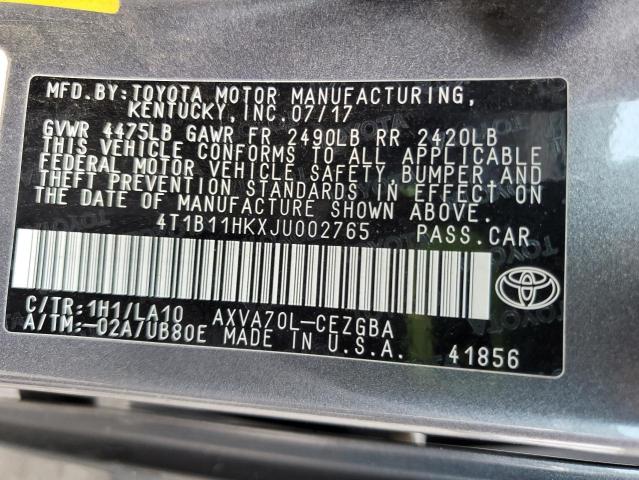 MFD.BY:TOYOTA MOTOR MANUFACTURING,
KENTUCKY,INC.07/17
GVWR 4475LB GAWR FR 2490LB RR 2420LB
THIS VEHICLE CONFORMS TO ALL APPLICABLE
FEDERAL MOTOR VEHICLE SAFETY,BUMPER,AND
THEFT PREVENTION STANDARDS IN EFFECT ON
THE DATE OF MANUFACTURE SHOWN ABOVE.
4T1B11HKXJU002765 PASS.CAR
C/TR:1H1/LA10 AXVA70L-CEZGBA
A/TM:-02A/UB80E MADE IN U.S.A. 41856